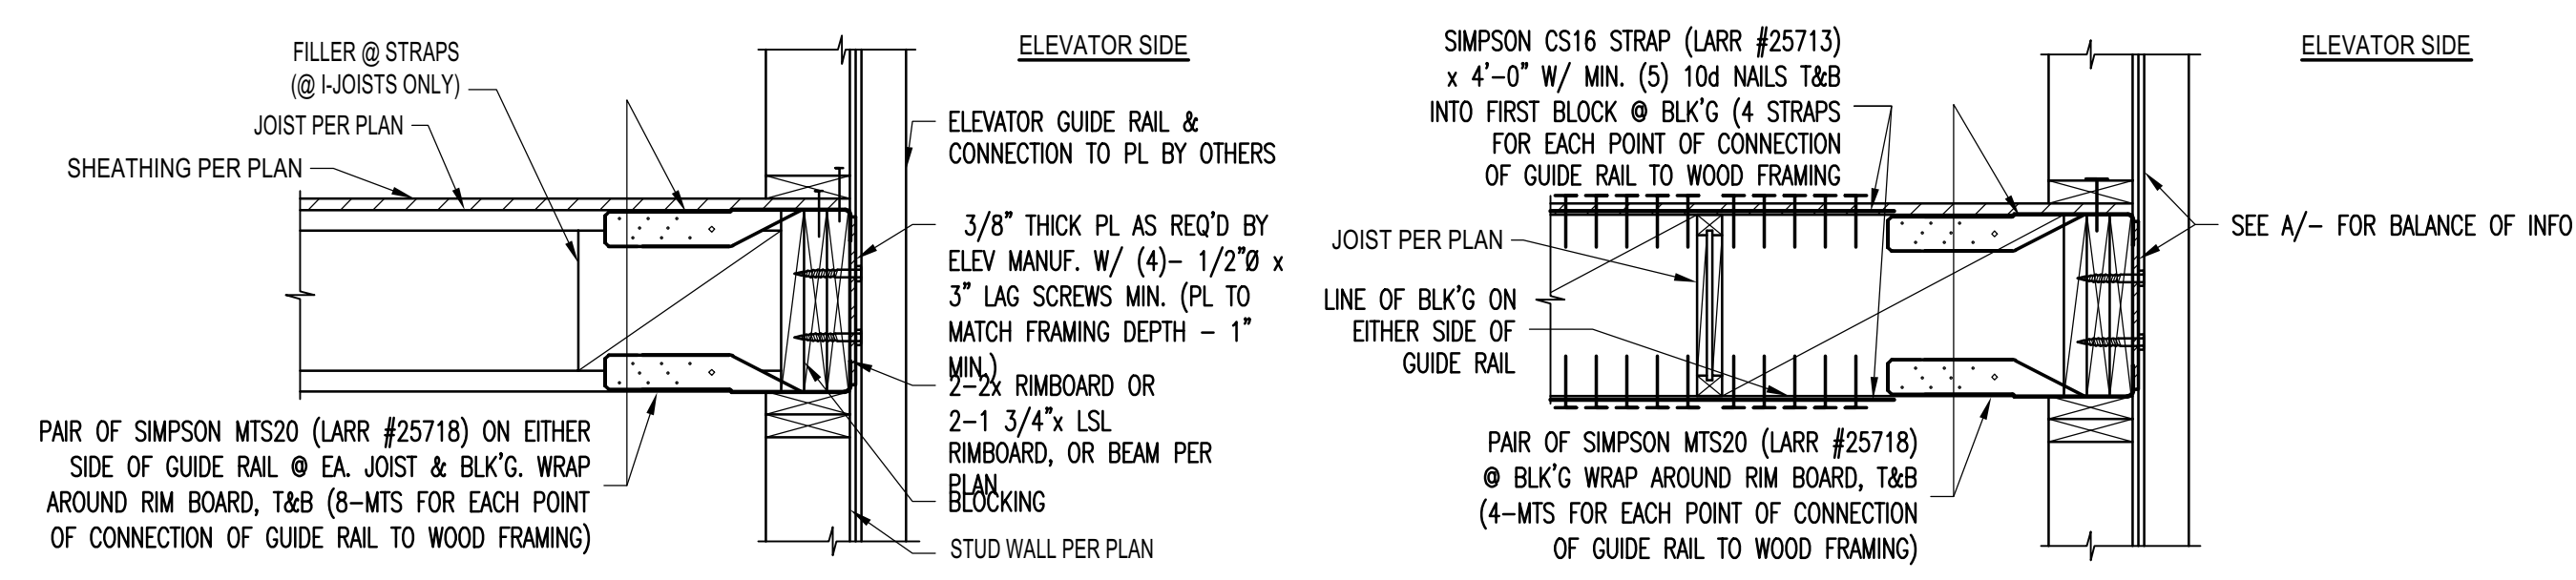 FILLER @ STRAPS
(@ I-JOISTS ONLY)
JOIST PER PLAN
SHEATHING PER PLAN
PAIR OF SIMPSON MTS20 (LARR #25718) ON EITHER
SIDE OF GUIDE RAIL @ EA. JOIST & BLK'G. WRAP
AROUND RIM BOARD, T&B (8-MTS FOR EACH POINT
OF CONNECTION OF GUIDE RAIL TO WOOD FRAMING)
ELEVATOR SIDE
ELEVATOR GUIDE RAIL &
CONNECTION TO PL BY OTHERS
3/8" THICK PL AS REQ'D BY
ELEV MANUF. W/ (4)- 1/2"Ø x
3" LAG SCREWS MIN. (PL TO
MATCH FRAMING DEPTH - 1"
MIN.)
2-2x RIMBOARD OR
2-1 3/4"x LSL
RIMBOARD, OR BEAM PER
PLAN
BLOCKING
STUD WALL PER PLAN
SIMPSON CS16 STRAP (LARR #25713)
x 4'-0" W/ MIN. (5) 10d NAILS T&B
INTO FIRST BLOCK @ BLK'G (4 STRAPS
FOR EACH POINT OF CONNECTION
OF GUIDE RAIL TO WOOD FRAMING
JOIST PER PLAN
LINE OF BLK'G ON
EITHER SIDE OF
GUIDE RAIL
PAIR OF SIMPSON MTS20 (LARR #25718)
@ BLK'G WRAP AROUND RIM BOARD, T&B
(4-MTS FOR EACH POINT OF CONNECTION
OF GUIDE RAIL TO WOOD FRAMING)
ELEVATOR SIDE
SEE A/- FOR BALANCE OF INFO